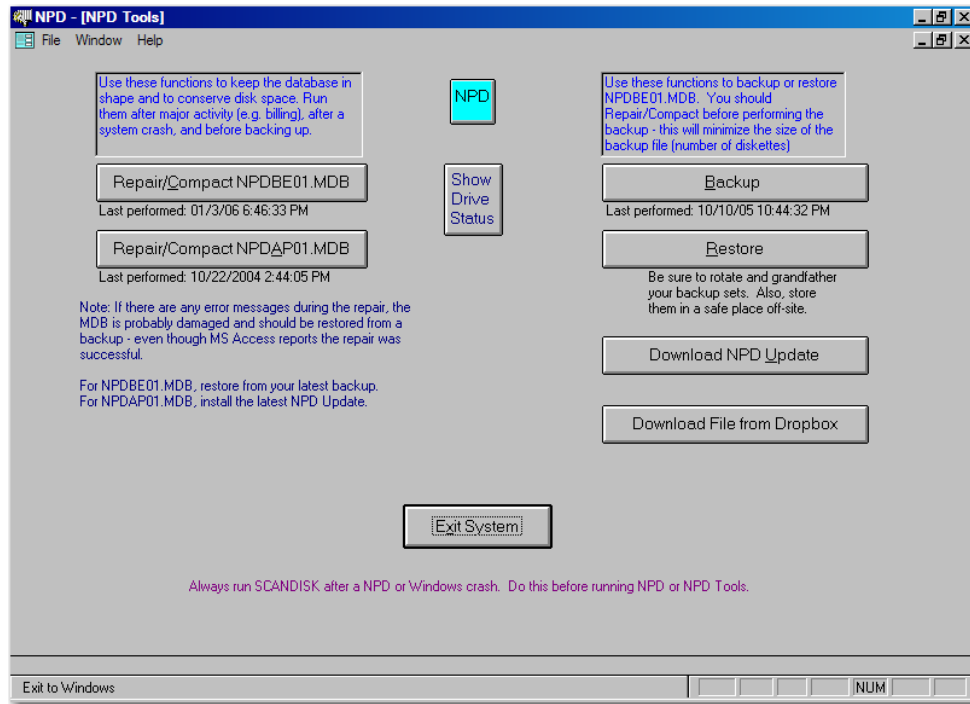 NPD - [NPD Tools]
File Window Help
Use these functions to keep the database in
shape and to conserve disk space. Run
them after major activity (e.g. billing), after a
system crash, and before backing up.
Repair/Compact NPDBE01.MDB
Last performed: 01/3/06 6:46:33 PM
Repair/Compact NPDAP01.MDB
Last performed: 10/22/2004 2:44:05 PM
Note: If there are any error messages during the repair, the
MDB is probably damaged and should be restored from a
backup - even though MS Access reports the repair was
successful.
For NPDBE01.MDB, restore from your latest backup.
For NPDAP01.MDB, install the latest NPD Update.
NPD
Show
Drive
Status
Use these functions to backup or restore
NPDBE01.MDB. You should
Repair/Compact before performing the
backup - this will minimize the size of the
backup file (number of diskettes)
Backup
Last performed: 10/10/05 10:44:32 PM
Restore
Be sure to rotate and grandfather
your backup sets. Also, store
them in a safe place off-site.
Download NPD Update
Download File from Dropbox
Exit System
Always run SCANDISK after a NPD or Windows crash. Do this before running NPD or NPD Tools.
Exit to Windows
NUM